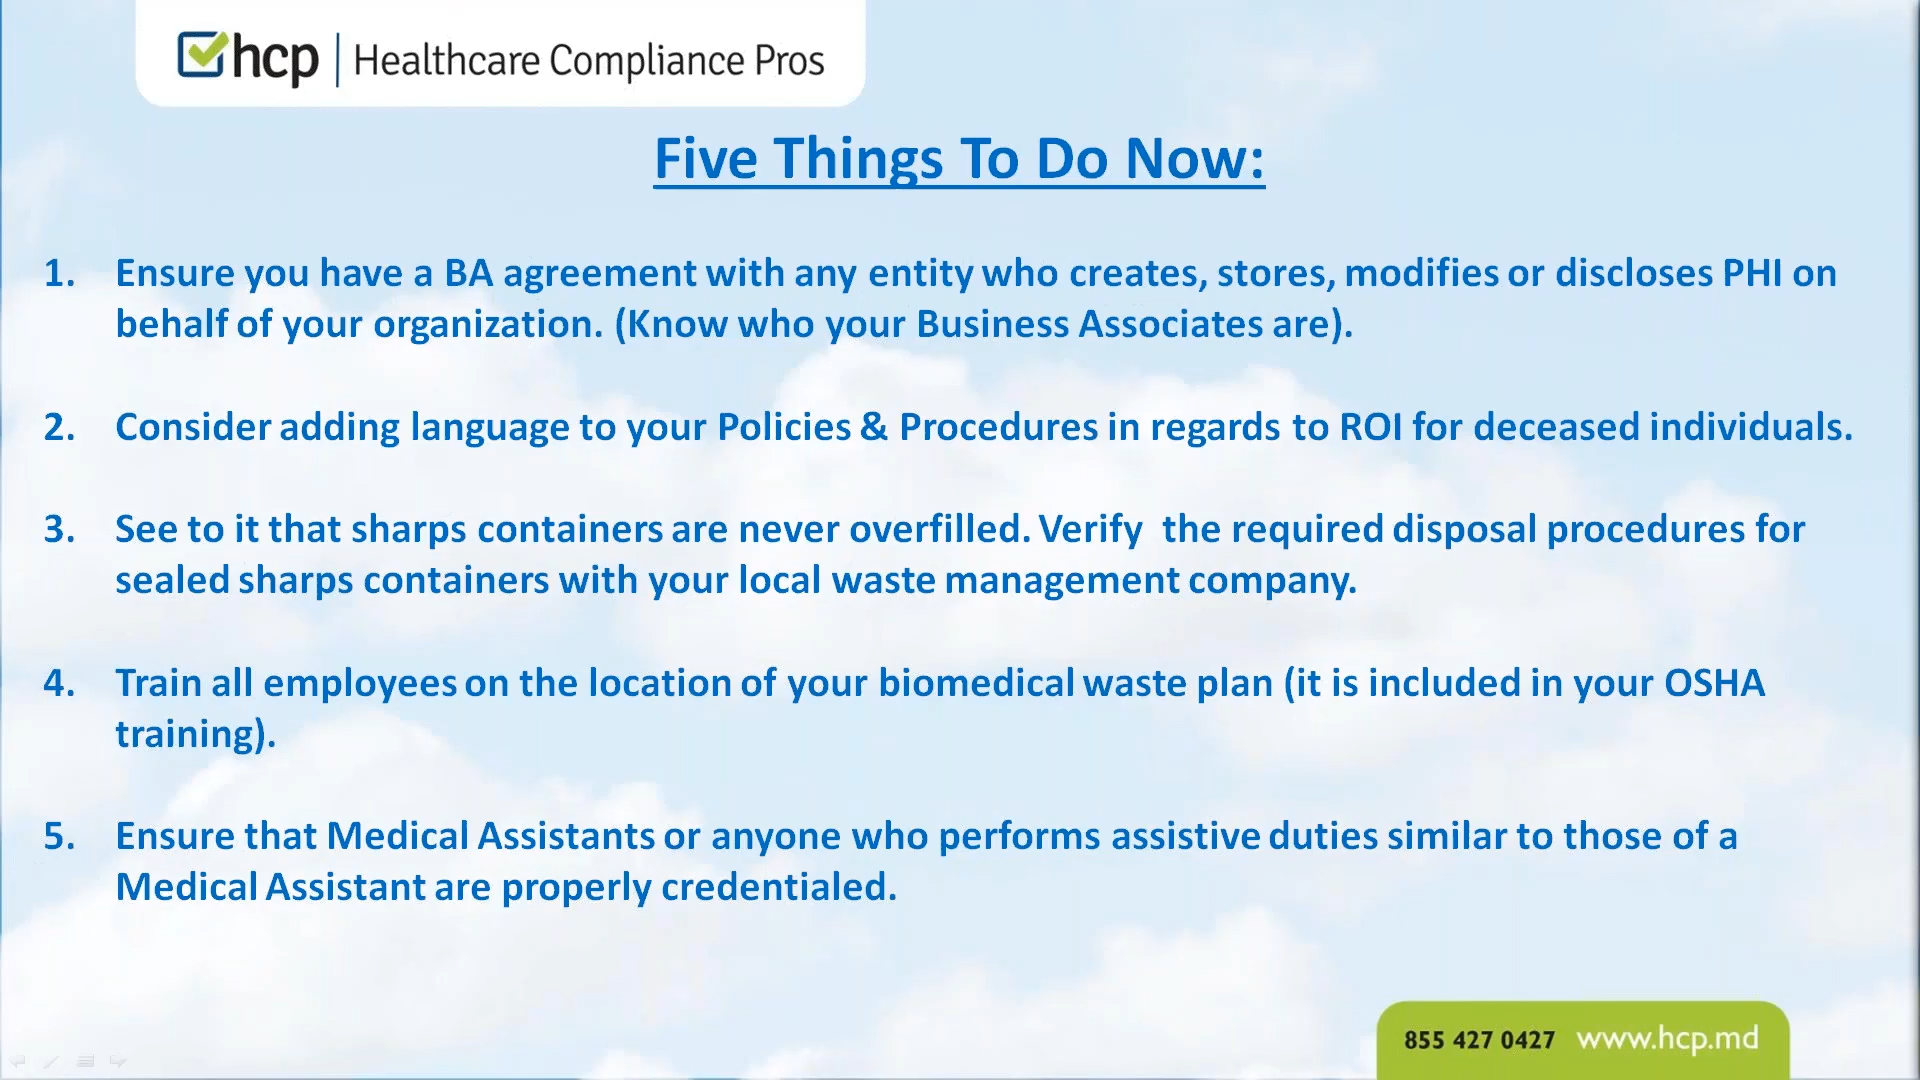 hcp | Healthcare Compliance Pros
Five Things To Do Now:
1. Ensure you have a BA agreement with any entity who creates, stores, modifies or discloses PHI on
behalf of your organization. (Know who your Business Associates are).
2. Consider adding language to your Policies & Procedures in regards to ROI for deceased individuals.
3. See to it that sharps containers are never overfilled. Verify  the required disposal procedures for
sealed sharps containers with your local waste management company.
4. Train all employees on the location of your biomedical waste plan (it is included in your OSHA
training).
5. Ensure that Medical Assistants or anyone who performs assistive duties similar to those of a
Medical Assistant are properly credentialed.
855 427 0427 www.hcp.md